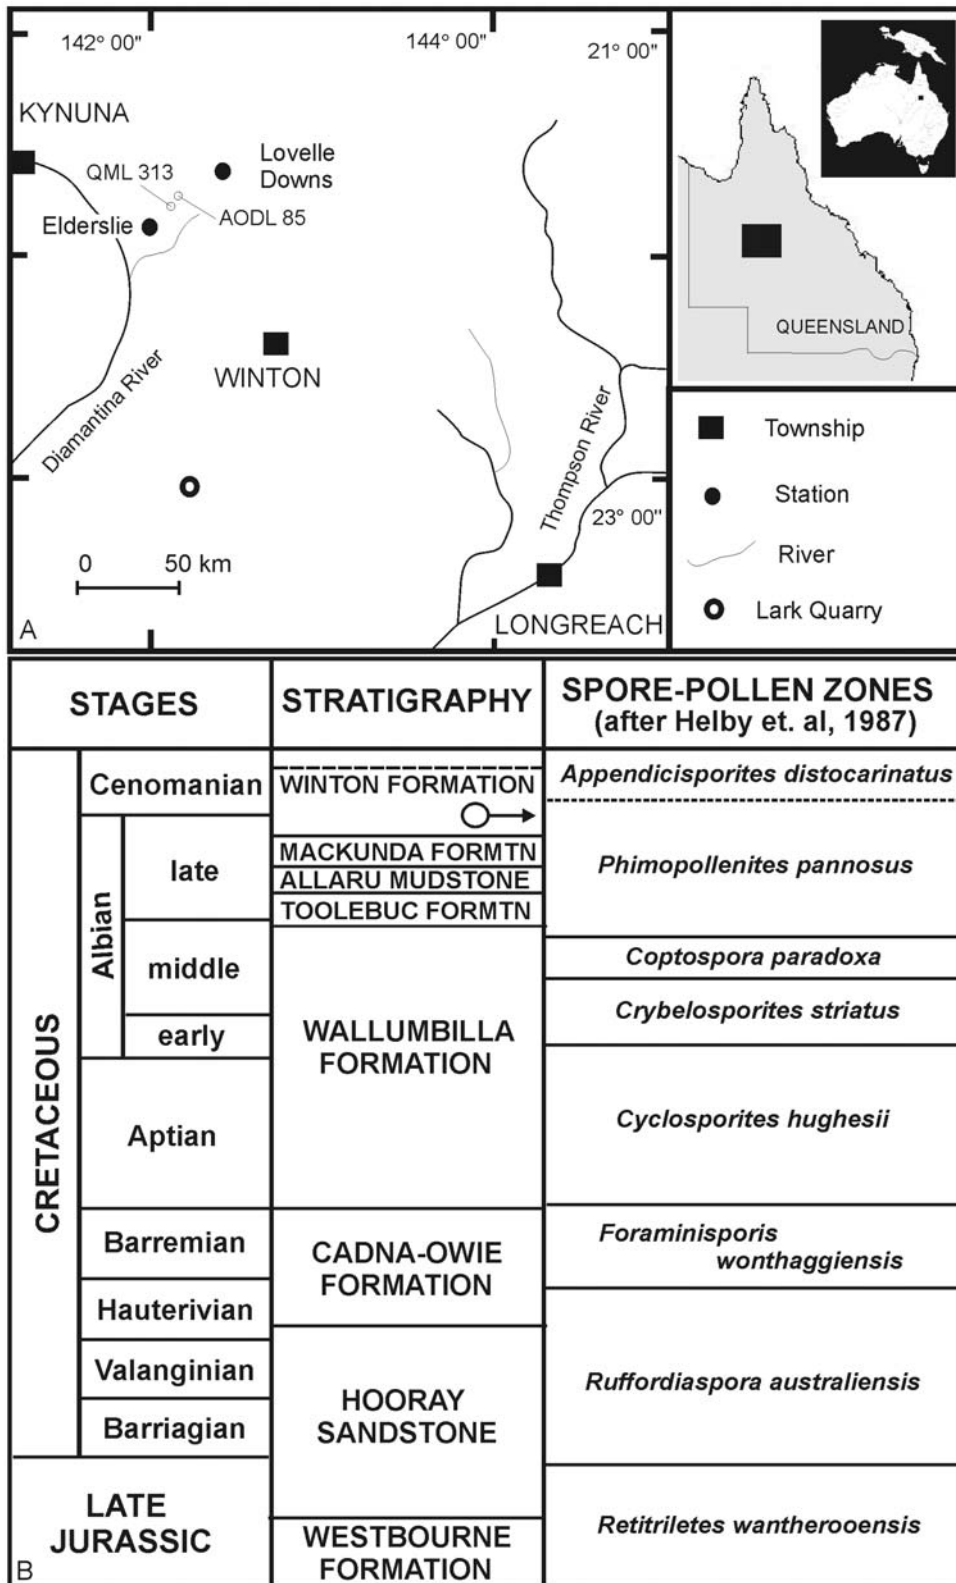 142° 00"
144° 00"
21° 00"
KYNUNA
QML 313
Lovelle
Downs
Elderslie
AODL 85
WINTON
Diamantina River
Thompson River
23° 00"
0 50 km
A
LONGREACH
QUEENSLAND
Township
Station
River
Lark Quarry
STAGES
STRATIGRAPHY
SPORE-POLLEN ZONES
(after Helby et. al, 1987)
CRETACEOUS
Albian
Cenomanian
late
middle
early
Aptian
Barremian
Hauterivian
Valanginian
Barriagian
LATE
JURASSIC
B
WINTON FORMATION
MACKUNDA FORMTN
ALLARU MUDSTONE
TOOLEBUC FORMTN
WALLUMBILLA
FORMATION
CADNA-OWIE
FORMATION
HOORAY
SANDSTONE
WESTBOURNE
FORMATION
Appendicisporites distocarinatus
Phimopollenites pannosus
Coptospora paradoxa
Crybelosporites striatus
Cyclosporites hughesii
Foraminisporis
wonthaggiensis
Ruffordiaspora australiensis
Retitriletes wantherooensis